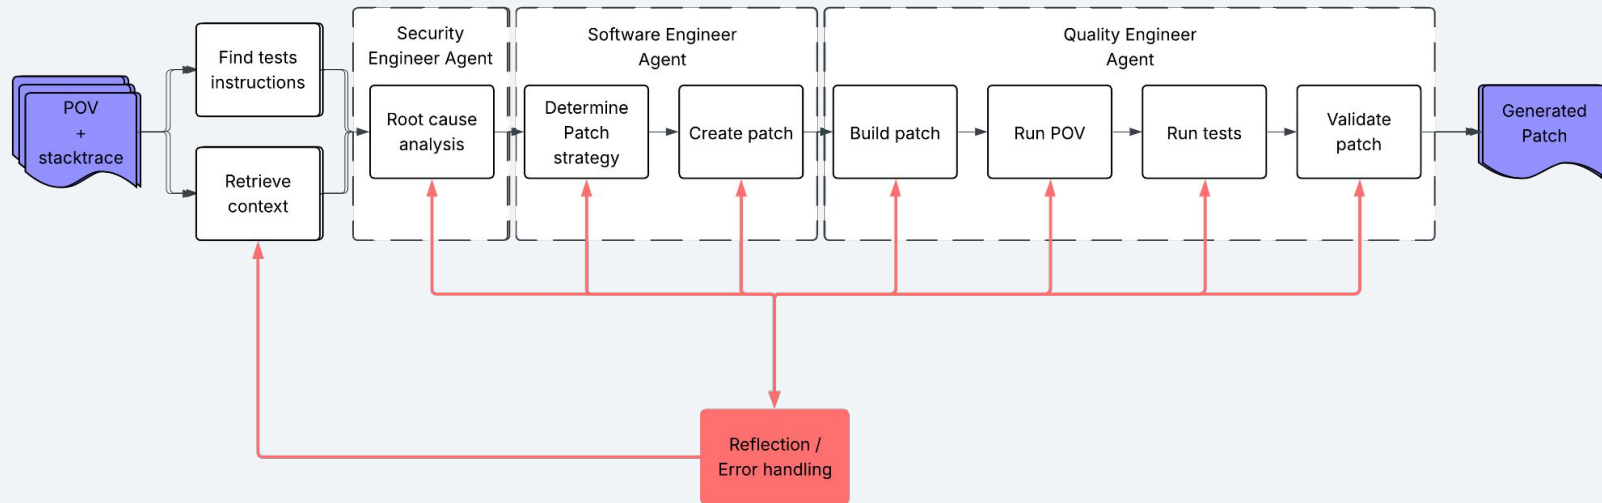 POV
+
stacktrace
Find tests
instructions
Retrieve
context
Security
Engineer Agent
Root cause
analysis
Software Engineer
Agent
Determine
Patch
strategy
Create patch
Quality Engineer
Agent
Build patch
Run POV
Run tests
Validate
patch
Generated
Patch
Reflection /
Error handling